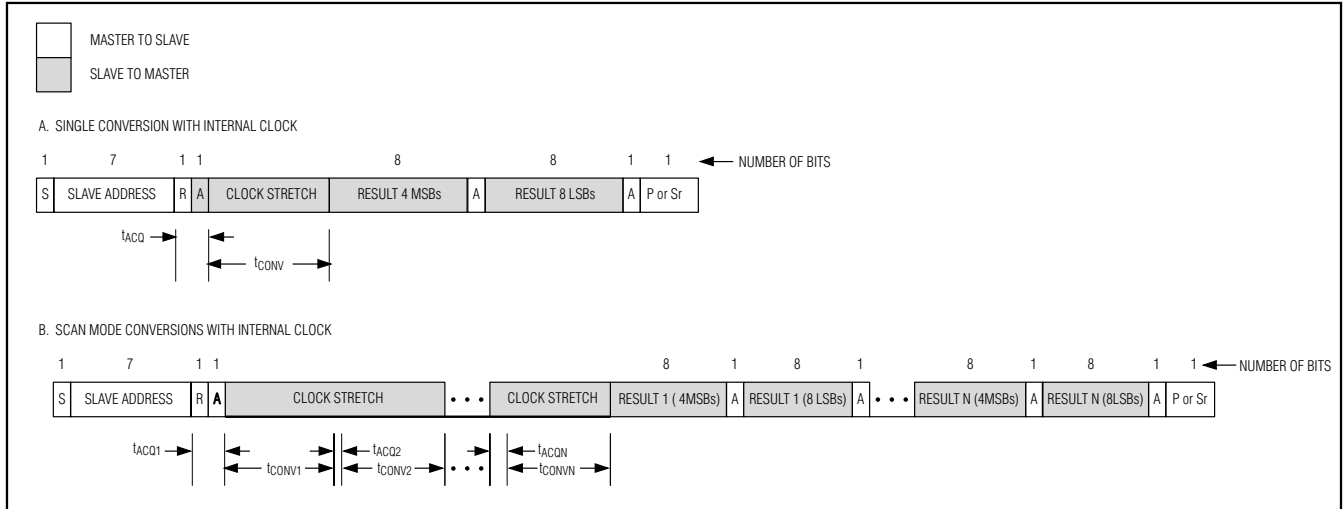 MASTER TO SLAVE
SLAVE TO MASTER
A. SINGLE CONVERSION WITH INTERNAL CLOCK
1 7 1 1 8 8 1 1 NUMBER OF BITS
S SLAVE ADDRESS R A CLOCK STRETCH RESULT 4 MSBs A RESULT 8 LSBs A P or Sr
tACQ
tCONV
B. SCAN MODE CONVERSIONS WITH INTERNAL CLOCK
1 7 1 1 8 1 8 1 8 1 8 1 1 NUMBER OF BITS
S SLAVE ADDRESS R A CLOCK STRETCH • • • CLOCK STRETCH RESULT 1 ( 4MSBs) A RESULT 1 (8 LSBs) A • • • RESULT N (4MSBs) A RESULT N (8LSBs) A P or Sr
tACQ1 tACQ2 tACQN
tCONV1 tCONV2 • • • tCONVN